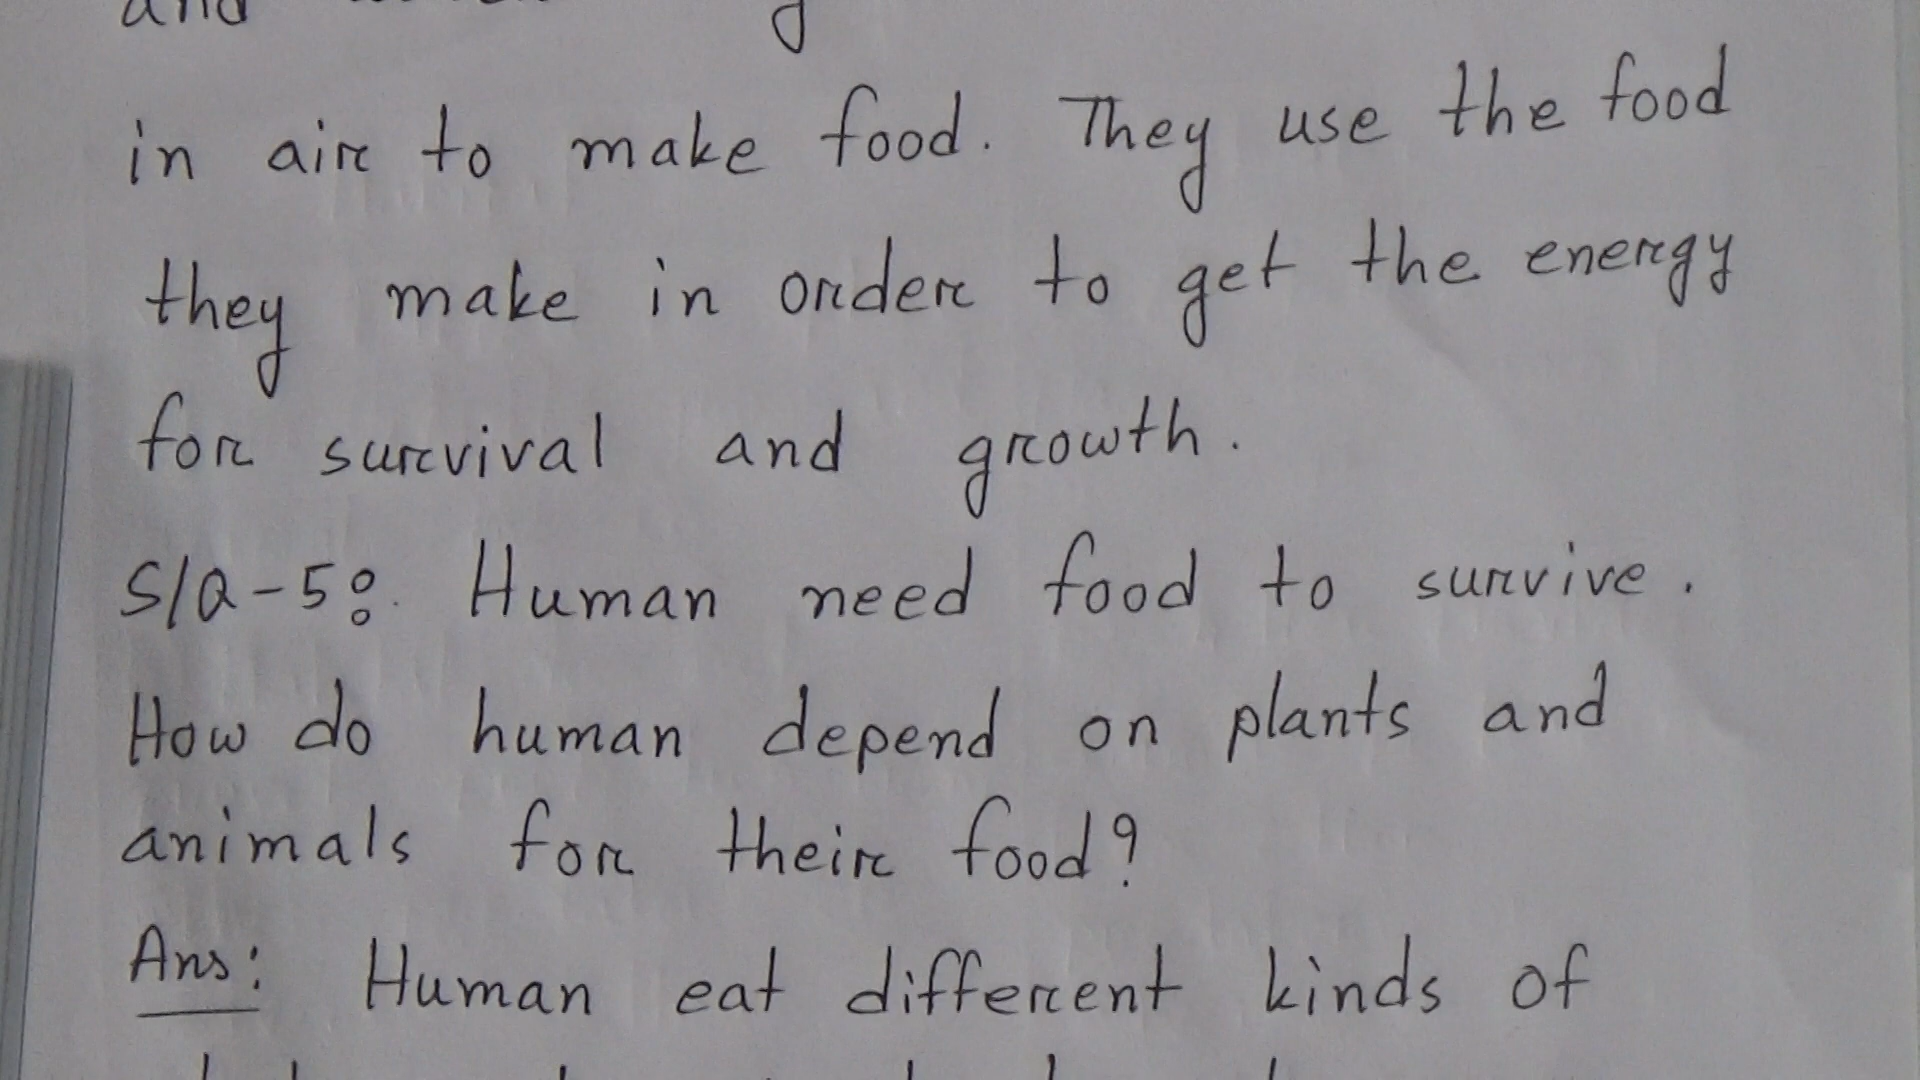 and
in air to make food. They use the food
they make in order to get the energy
for survival and growth.
S/Q-5: Human need food to survive.
How do human depend on plants and
animals for their food?
Ans: Human eat different kinds of